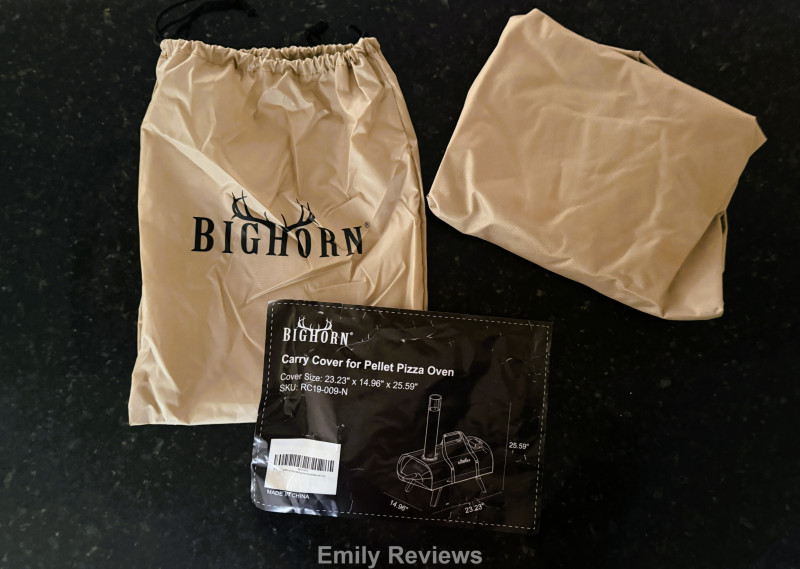 BIGHORN®
BIGHORN®
Carry Cover for Pellet Pizza Oven
Cover Size: 23.23" x 14.96" x 25.59"
SKU: RC19-009-N
25.59"
14.96"
23.23"
MADE IN CHINA
Emily Reviews